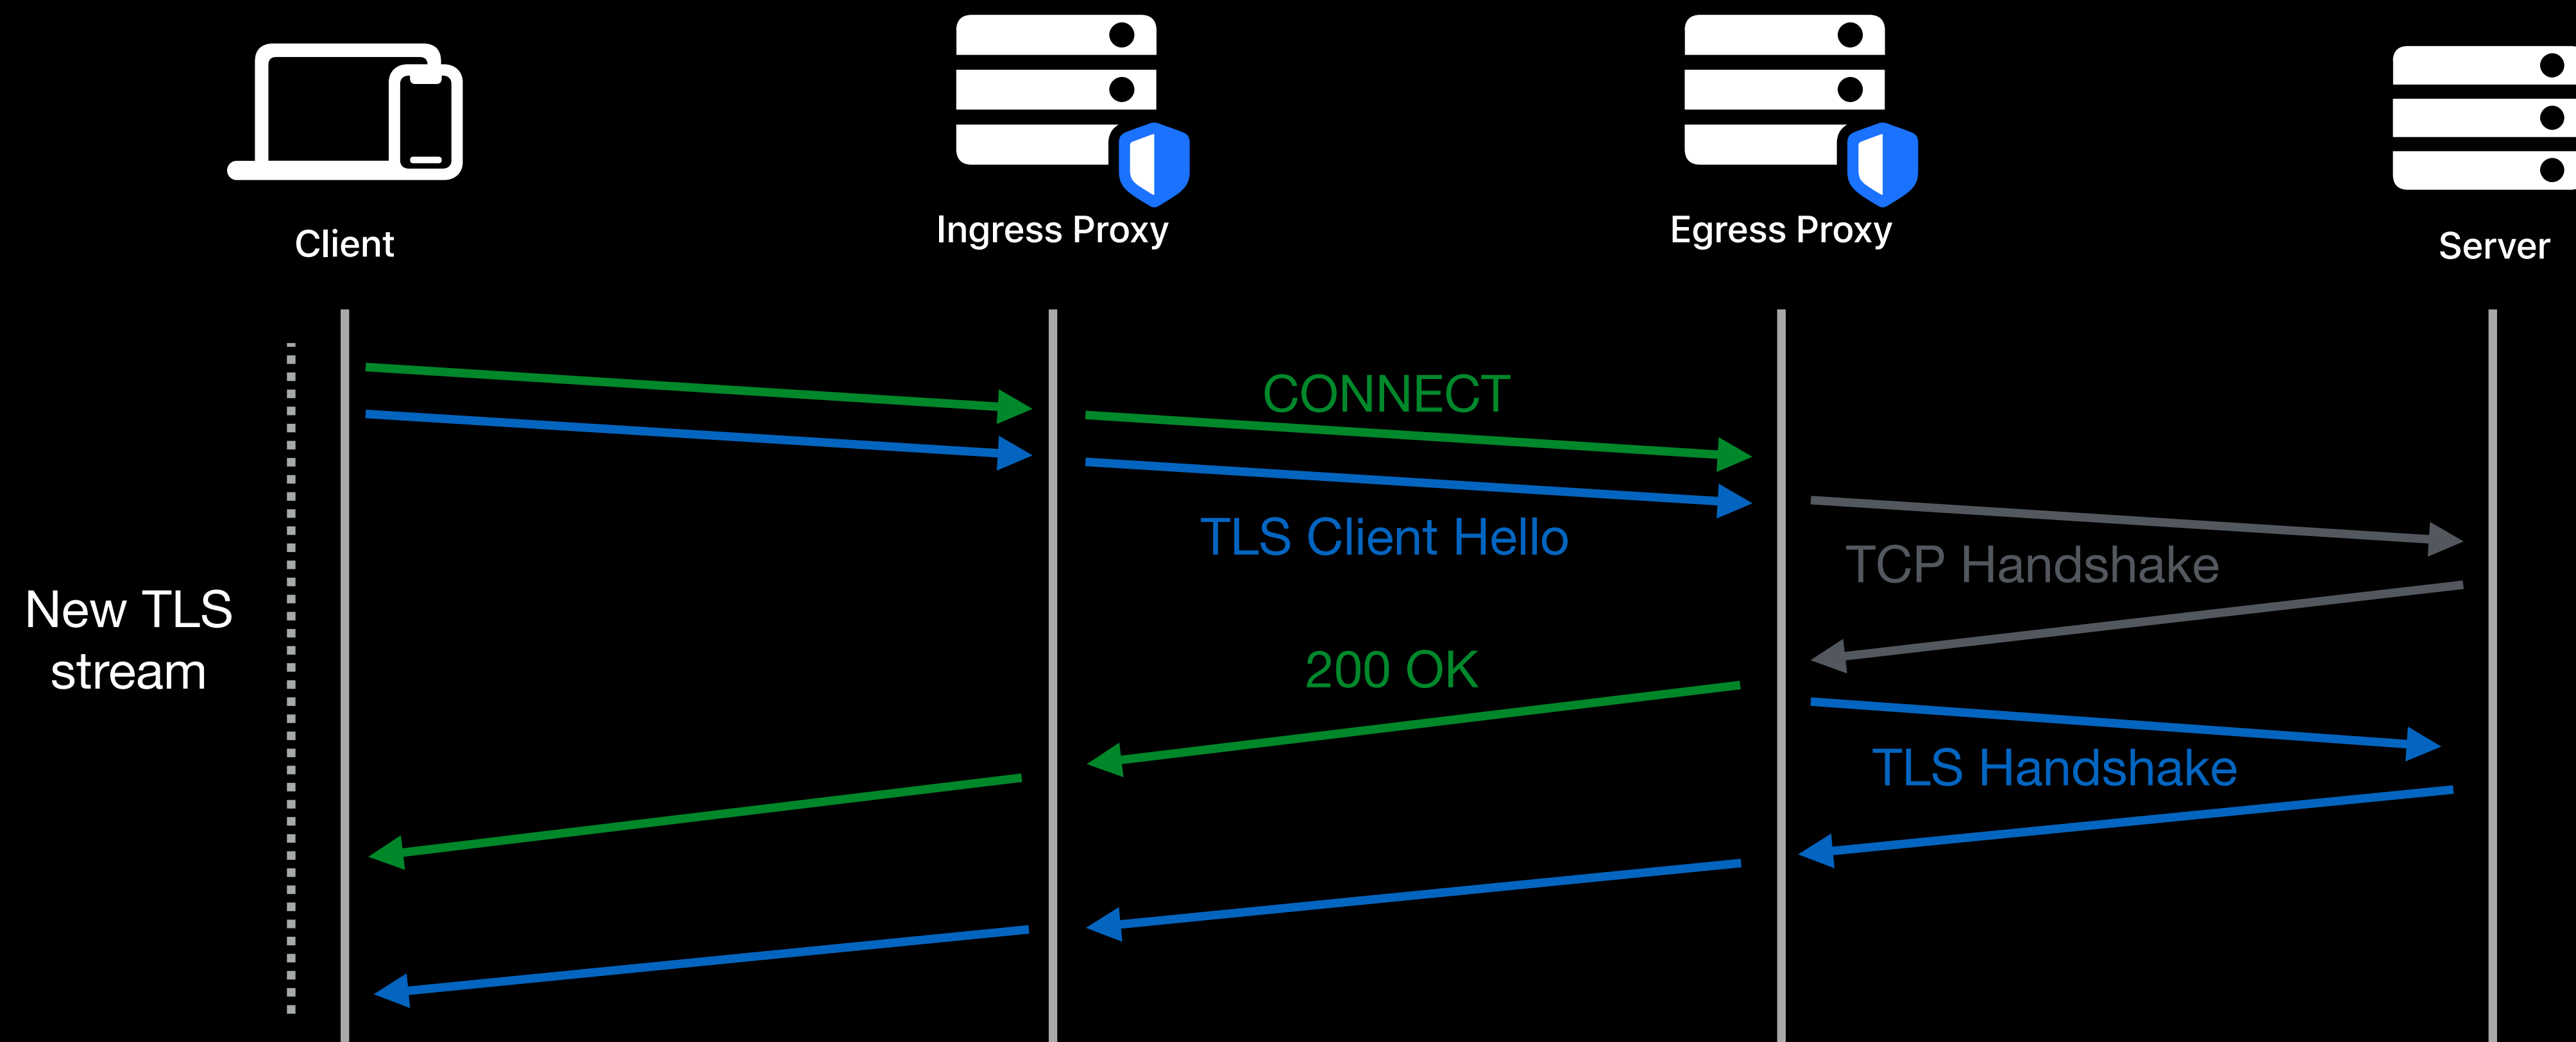 Client
Ingress Proxy
Egress Proxy
Server
CONNECT
TLS Client Hello
TCP Handshake
New TLS
stream
200 OK
TLS Handshake